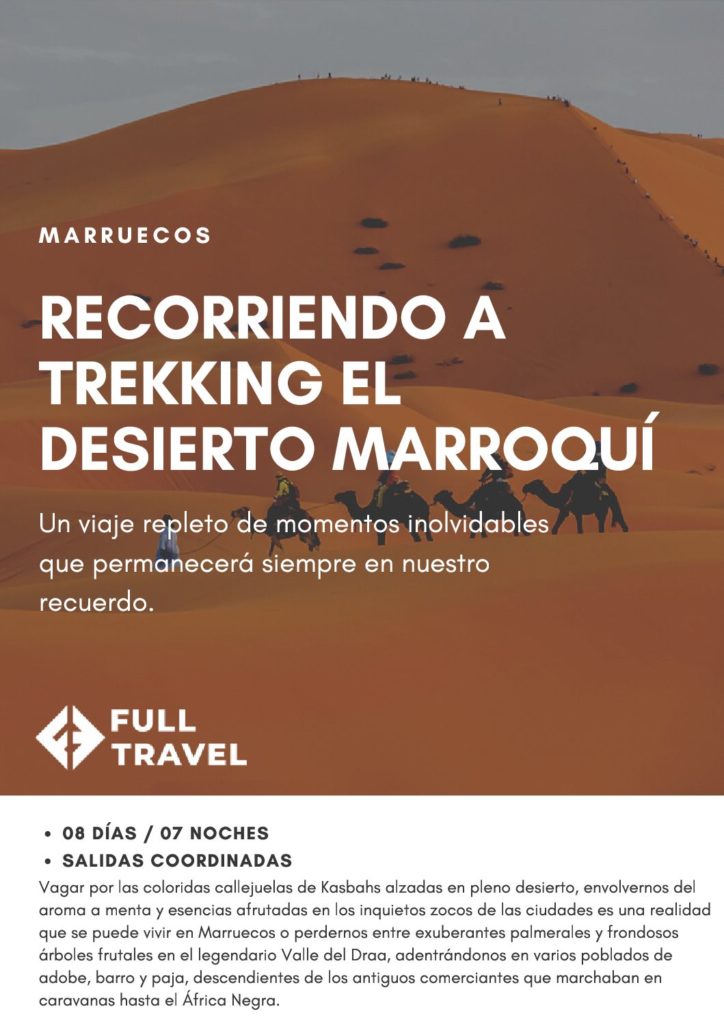 MARRUECOS
RECORRIENDO A
TREKKING EL
DESIERTO MARROQUÍ
Un viaje repleto de momentos inolvidables
que permanecerá siempre en nuestro
recuerdo.
FULL
TRAVEL
• 08 DÍAS / 07 NOCHES
• SALIDAS COORDINADAS
Vagar por las coloridas callejuelas de Kasbahs alzadas en pleno desierto, envolvernos del
aroma a menta y esencias afrutadas en los inquietos zocos de las ciudades es una realidad
que se puede vivir en Marruecos o perdernos entre exuberantes palmerales y frondosos
árboles frutales en el legendario Valle del Draa, adentrándonos en varios poblados de
adobe, barro y paja, descendientes de los antiguos comerciantes que marchaban en
caravanas hasta el África Negra.